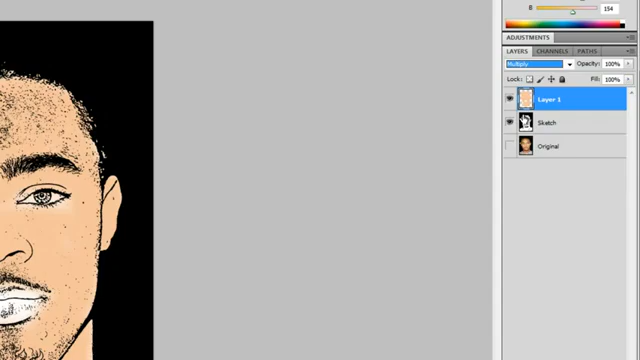 B 154
ADJUSTMENTS
LAYERS CHANNELS PATHS
Multiply Opacity: 100%
Lock: Fill: 100%
Layer 1
Sketch
Original